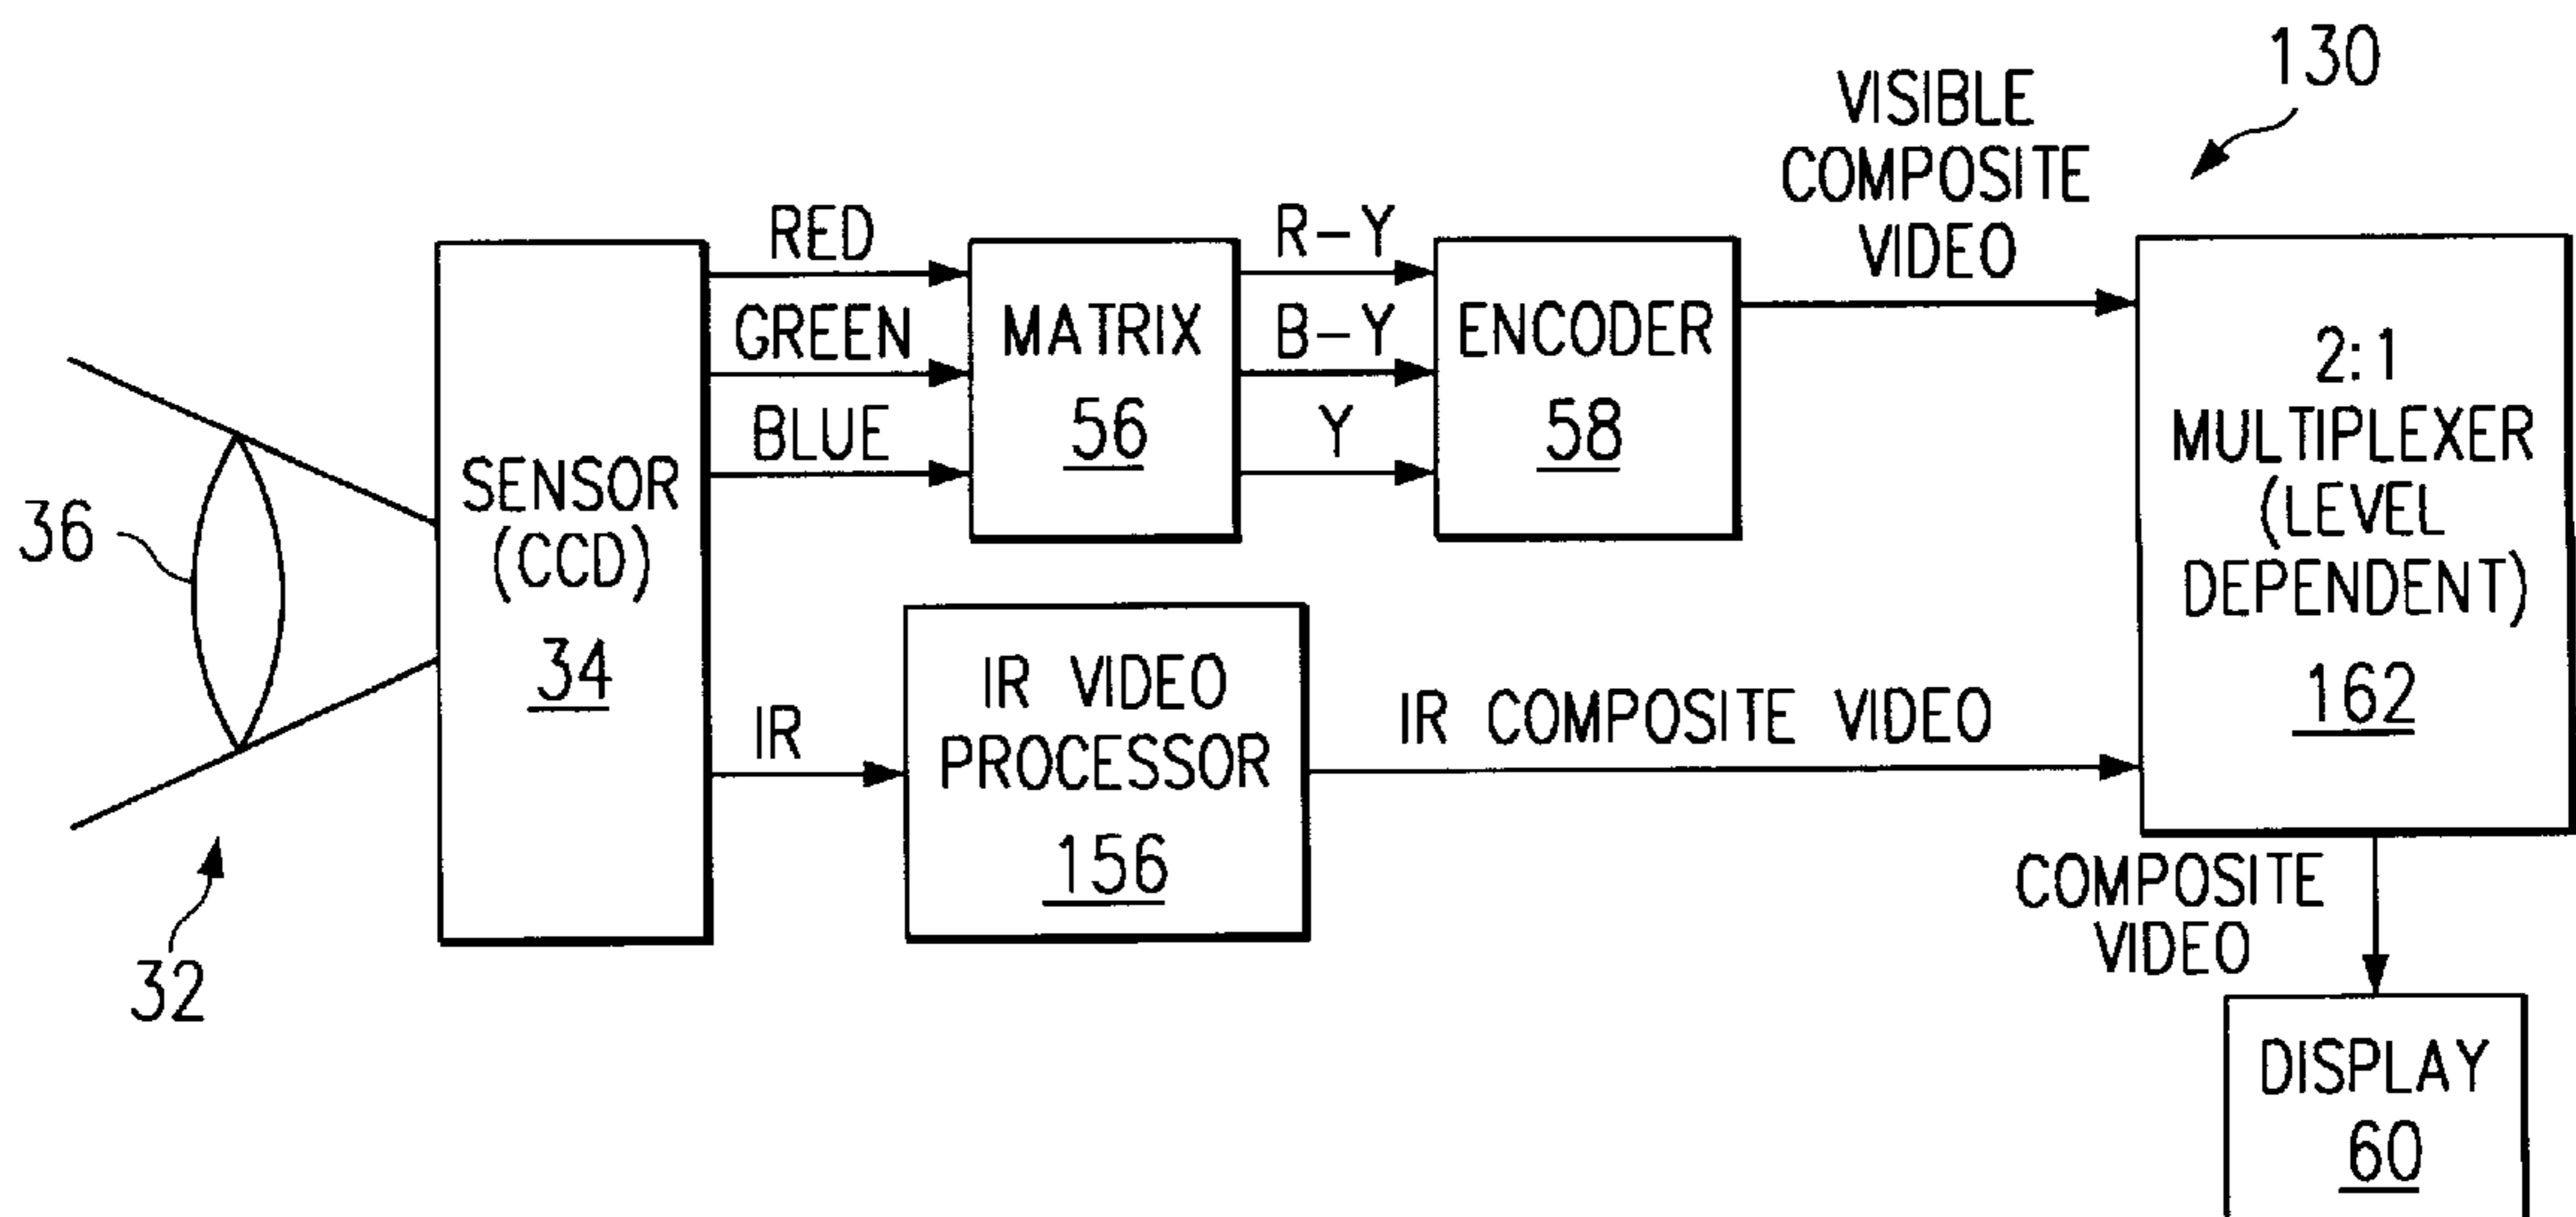 130
VISIBLE
COMPOSITE
VIDEO
RED
GREEN
BLUE
R-Y
B-Y
Y
SENSOR
(CCD)
34
MATRIX
56
ENCODER
58
2:1
MULTIPLEXER
(LEVEL
DEPENDENT)
162
36
32
IR
IR VIDEO
PROCESSOR
156
IR COMPOSITE VIDEO
COMPOSITE
VIDEO
DISPLAY
60